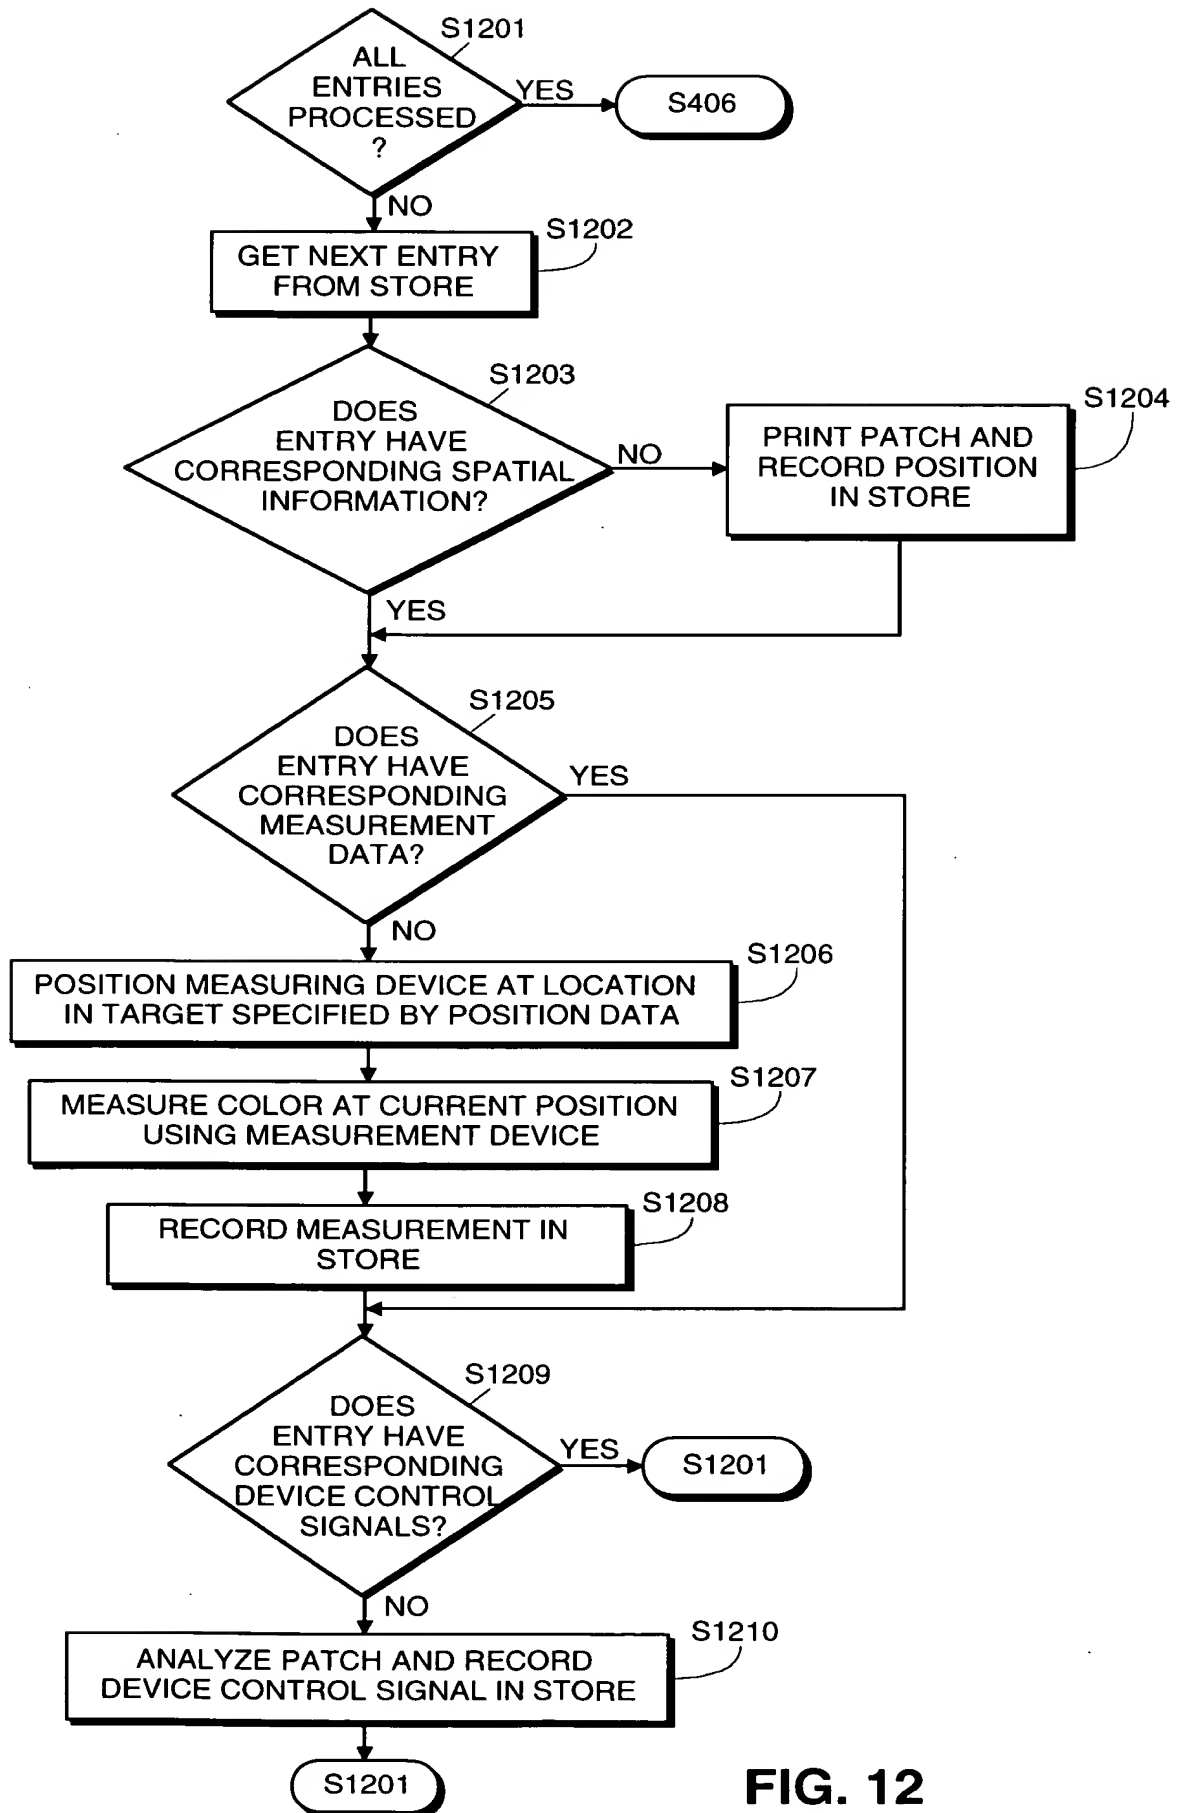 S1201
ALL
ENTRIES
PROCESSED
?
YES
S406
NO
S1202
GET NEXT ENTRY
FROM STORE
S1203
DOES
ENTRY HAVE
CORRESPONDING SPATIAL
INFORMATION?
NO
S1204
PRINT PATCH AND
RECORD POSITION
IN STORE
YES
S1205
DOES
ENTRY HAVE
CORRESPONDING
MEASUREMENT
DATA?
YES
NO
S1206
POSITION MEASURING DEVICE AT LOCATION
IN TARGET SPECIFIED BY POSITION DATA
S1207
MEASURE COLOR AT CURRENT POSITION
USING MEASUREMENT DEVICE
S1208
RECORD MEASUREMENT IN
STORE
S1209
DOES
ENTRY HAVE
CORRESPONDING
DEVICE CONTROL
SIGNALS?
YES
S1201
NO
S1210
ANALYZE PATCH AND RECORD
DEVICE CONTROL SIGNAL IN STORE
S1201
FIG. 12